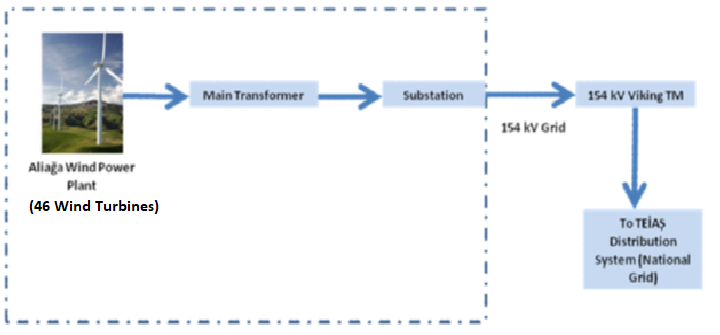 Main Transformer
Substation
154 kV Viking TM
154 kV Grid
Aliağa Wind Power
Plant
(46 Wind Turbines)
To TEİAŞ
Distribution
System (National
Grid)